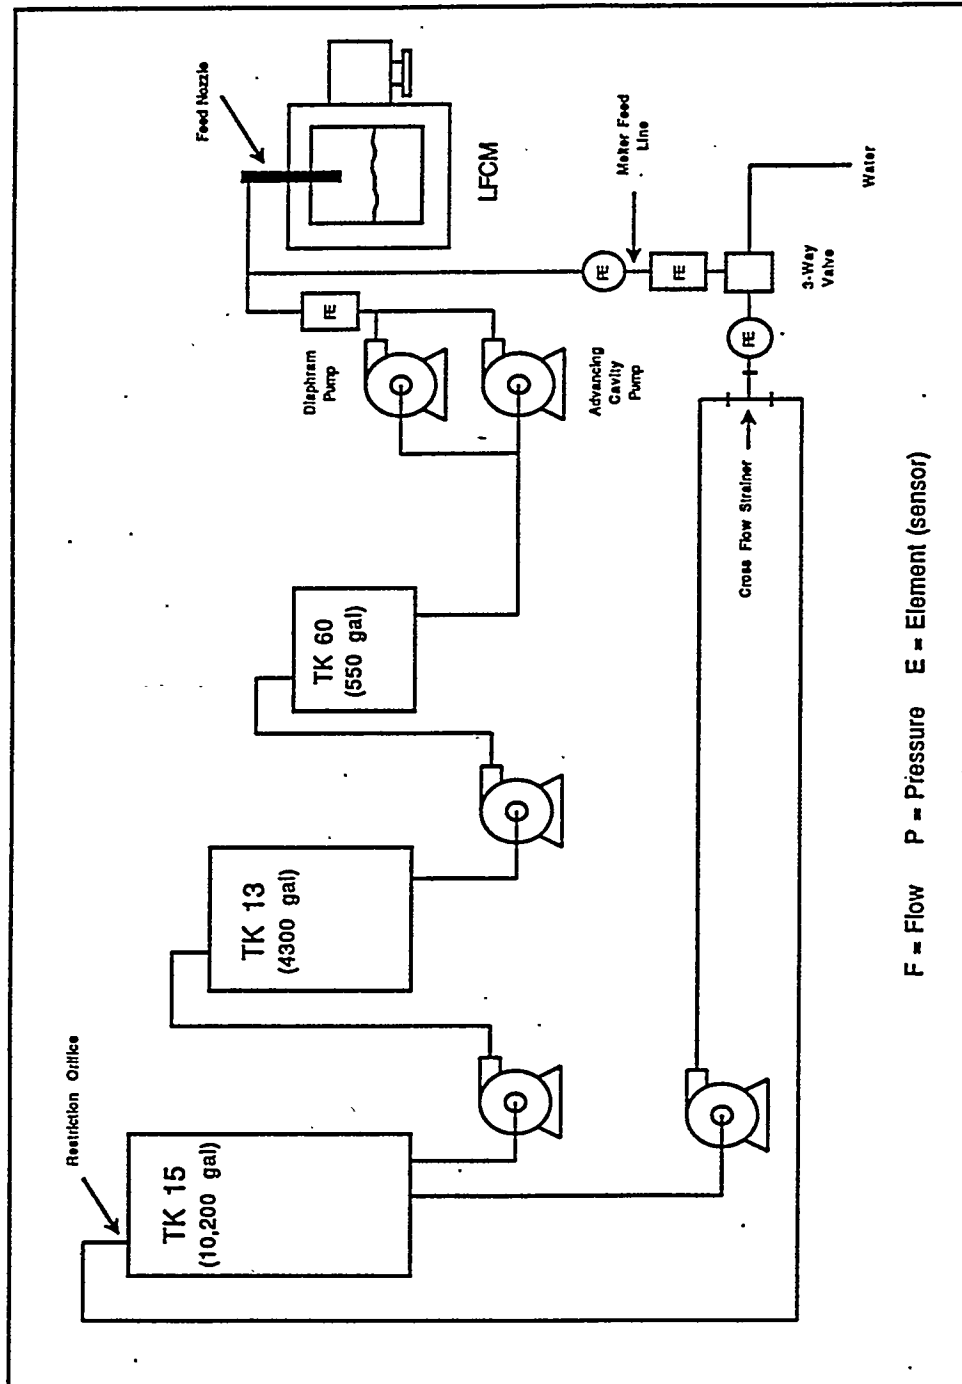 Restriction Orifice
Feed Nozzle
TK 15
(10,200 gal)
TK 13
(4300 gal)
TK 60
(550 gal)
Diaphram
Pump
FE
LFCM
Advancing
Cavity
Pump
FE
Melter Feed
Line
FE
Cross Flow Strainer
FE
3-Way
Valve
Water
F = Flow P = Pressure E = Element (sensor)